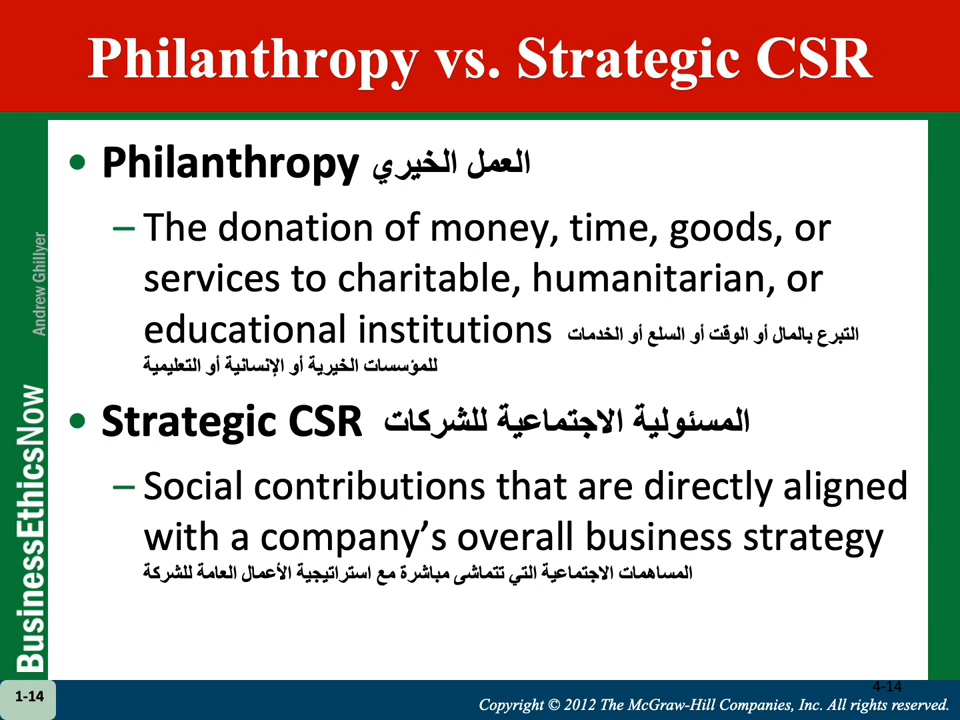 Philanthropy vs. Strategic CSR
• Philanthropy العمل الخيري
– The donation of money, time, goods, or
services to charitable, humanitarian, or
educational institutions التبرع بالمال أو الوقت أو السلع أو الخدمات
للمؤسسات الخيرية أو الإنسانية أو التعليمية
• Strategic CSR المسئولية الاجتماعية للشركات
– Social contributions that are directly aligned
with a company’s overall business strategy
المساهمات الاجتماعية التي تتماشى مباشرة مع استراتيجية الأعمال العامة للشركة
Andrew Ghillyer
BusinessEthicsNow
1-14
4-14
Copyright © 2012 The McGraw-Hill Companies, Inc. All rights reserved.